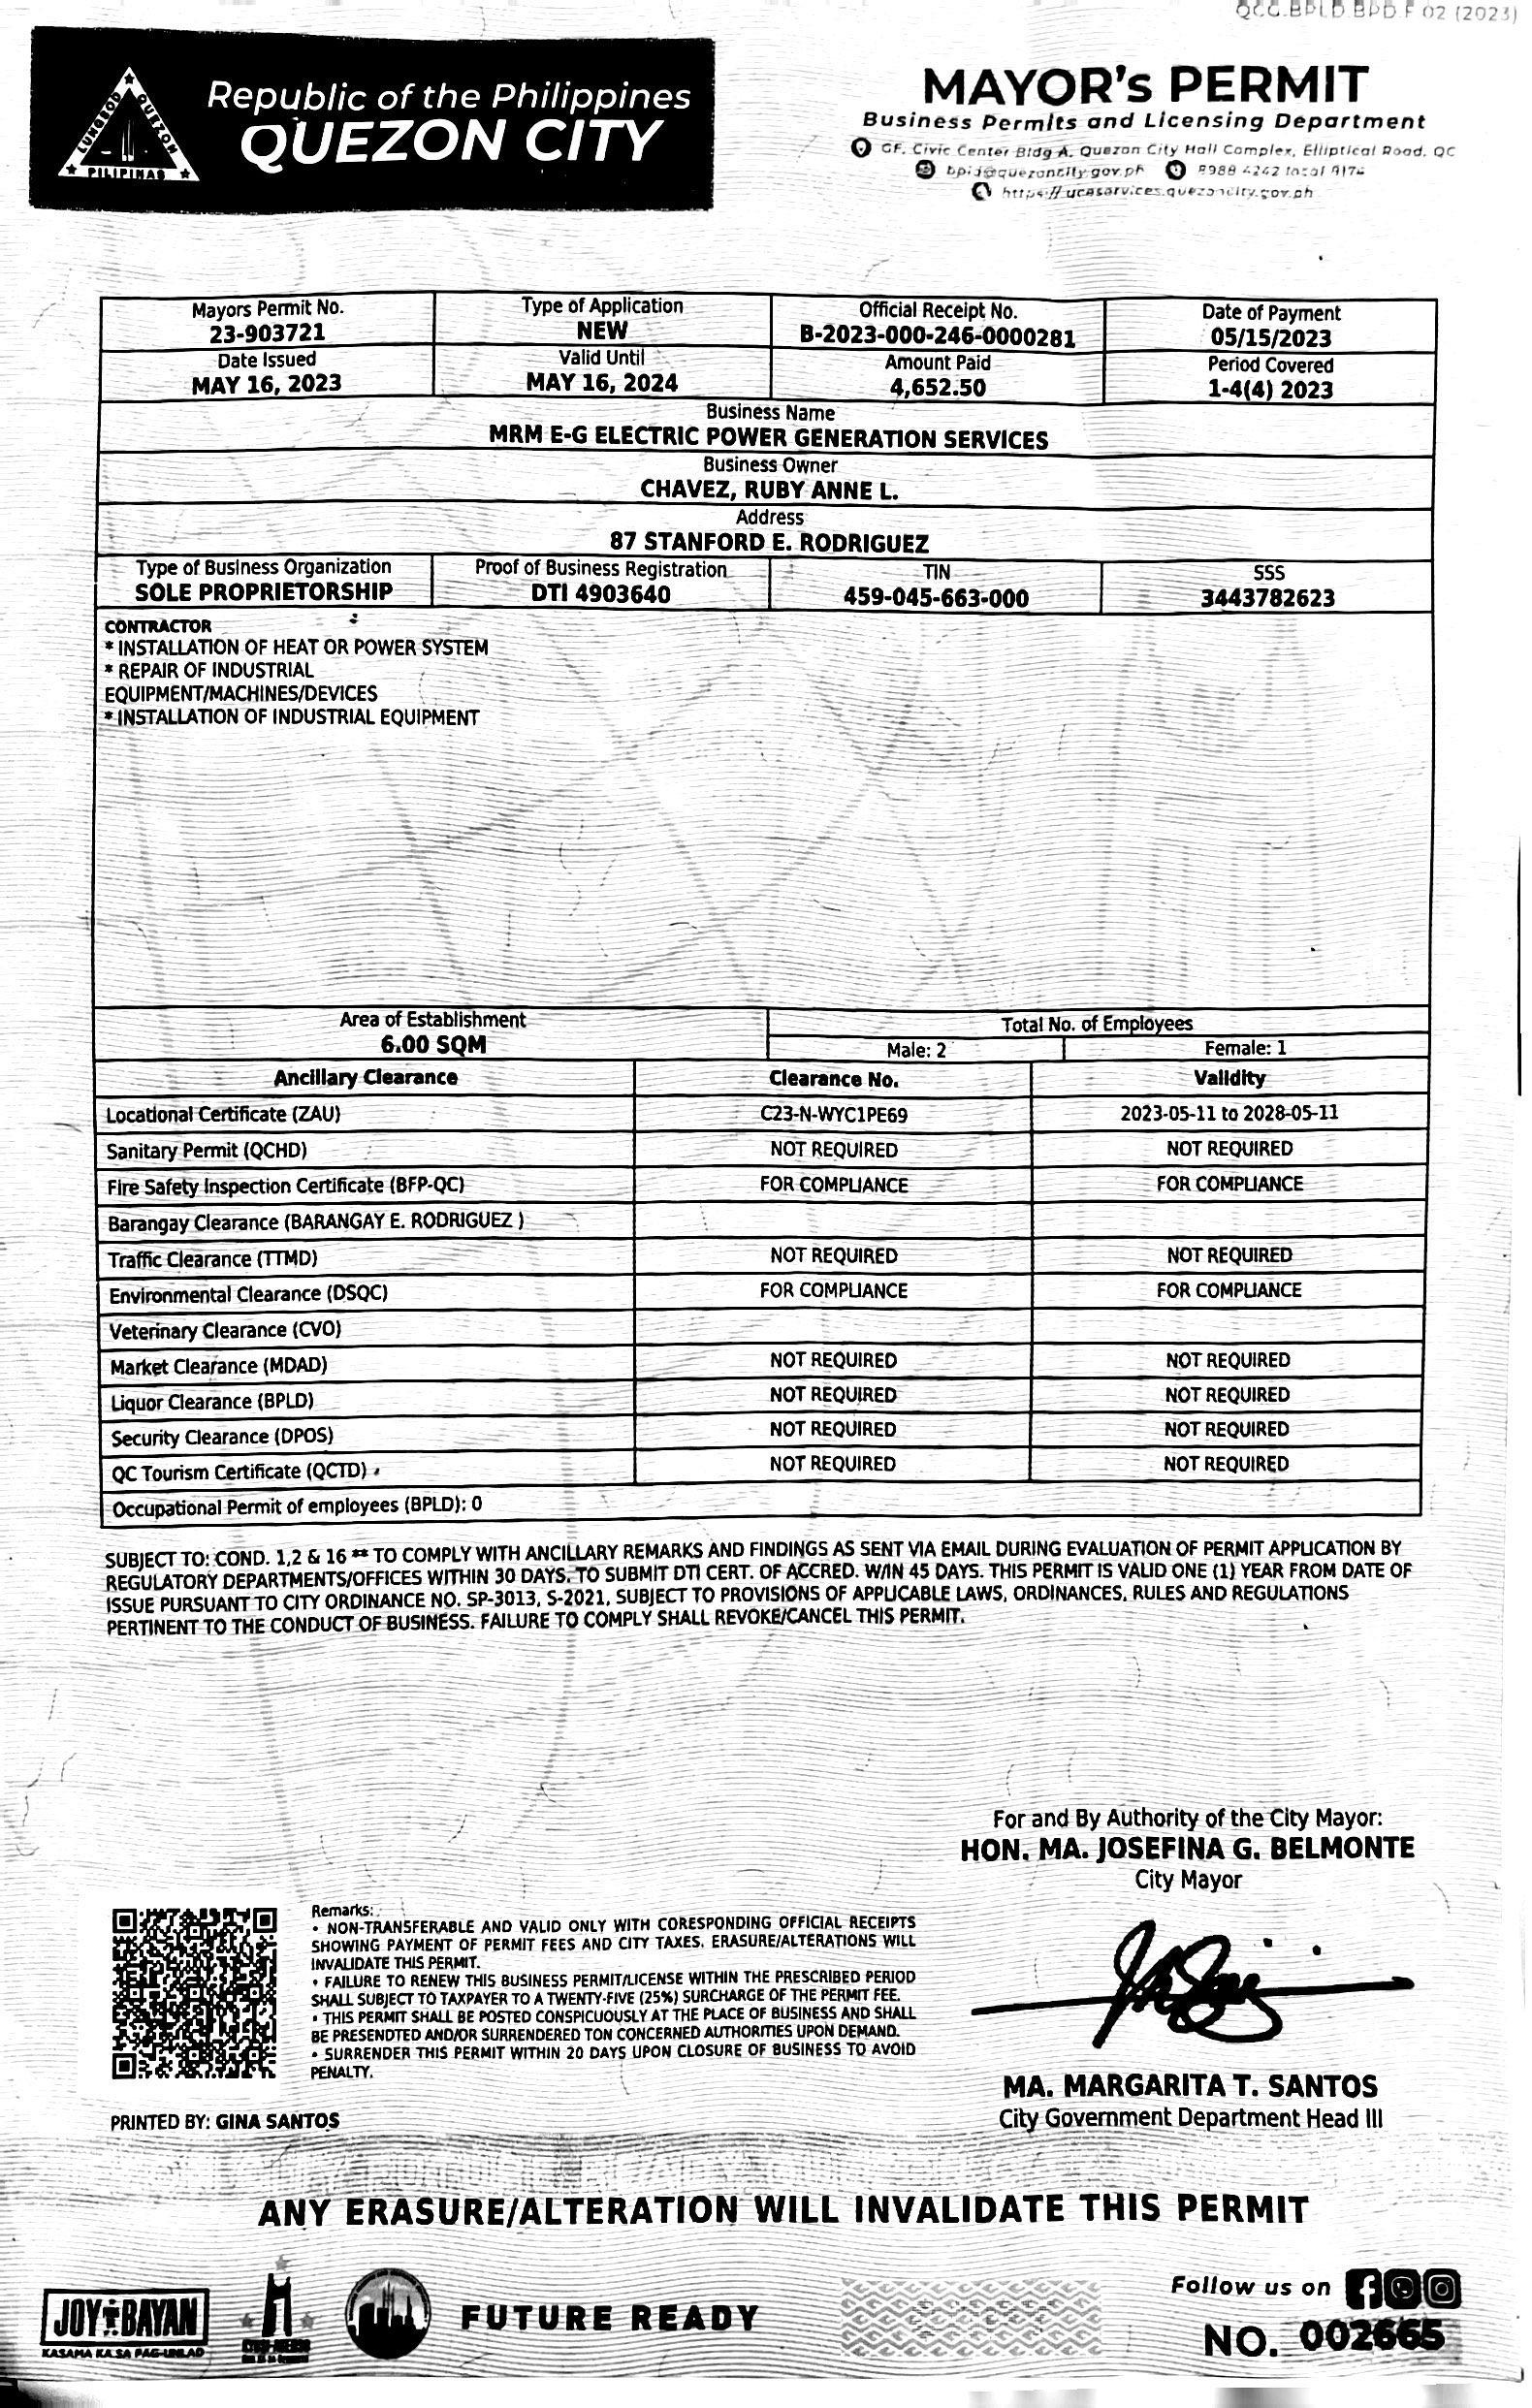 QCG.BPLD.BPD.F 02 (2023)
Republic of the Philippines
QUEZON CITY
LUNGSOD QUEZON
PILIPINAS
MAYOR's PERMIT
Business Permits and Licensing Department
GF, Civic Center Bldg A, Quezon City Hall Complex, Elliptical Road, QC
8988 4242 local
Mayors Permit No.
23-903721
Type of Application
NEW
Official Receipt No.
B-2023-000-246-0000281
Date of Payment
05/15/2023
Date Issued
MAY 16, 2023
Valid Until
MAY 16, 2024
Amount Paid
4,652.50
Period Covered
1-4(4) 2023
Business Name
MRM E-G ELECTRIC POWER GENERATION SERVICES
Business Owner
CHAVEZ, RUBY ANNE L.
Address
87 STANFORD E. RODRIGUEZ
Type of Business Organization
SOLE PROPRIETORSHIP
Proof of Business Registration
DTI 4903640
TIN
459-045-663-000
SSS
3443782623
CONTRACTOR
* INSTALLATION OF HEAT OR POWER SYSTEM
* REPAIR OF INDUSTRIAL
EQUIPMENT/MACHINES/DEVICES
* INSTALLATION OF INDUSTRIAL EQUIPMENT
Area of Establishment
6.00 SQM
Total No. of Employees
Male: 2 Female: 1
Ancillary Clearance Clearance No. Validity
Locational Certificate (ZAU) C23-N-WYC1PE69 2023-05-11 to 2028-05-11
Sanitary Permit (QCHD) NOT REQUIRED NOT REQUIRED
Fire Safety Inspection Certificate (BFP-QC) FOR COMPLIANCE FOR COMPLIANCE
Barangay Clearance (BARANGAY E. RODRIGUEZ )
Traffic Clearance (TTMD) NOT REQUIRED NOT REQUIRED
Environmental Clearance (DSQC) FOR COMPLIANCE FOR COMPLIANCE
Veterinary Clearance (CVO)
Market Clearance (MDAD) NOT REQUIRED NOT REQUIRED
Liquor Clearance (BPLD) NOT REQUIRED NOT REQUIRED
Security Clearance (DPOS) NOT REQUIRED NOT REQUIRED
QC Tourism Certificate (QCTD) NOT REQUIRED NOT REQUIRED
Occupational Permit of employees (BPLD): 0
SUBJECT TO: COND. 1,2 & 16 ** TO COMPLY WITH ANCILLARY REMARKS AND FINDINGS AS SENT VIA EMAIL DURING EVALUATION OF PERMIT APPLICATION BY
REGULATORY DEPARTMENTS/OFFICES WITHIN 30 DAYS. TO SUBMIT DTI CERT. OF ACCRED. W/IN 45 DAYS. THIS PERMIT IS VALID ONE (1) YEAR FROM DATE OF
ISSUE PURSUANT TO CITY ORDINANCE NO. SP-3013, S-2021, SUBJECT TO PROVISIONS OF APPLICABLE LAWS, ORDINANCES, RULES AND REGULATIONS
PERTINENT TO THE CONDUCT OF BUSINESS. FAILURE TO COMPLY SHALL REVOKE/CANCEL THIS PERMIT.
For and By Authority of the City Mayor:
HON. MA. JOSEFINA G. BELMONTE
City Mayor
Remarks:
• NON-TRANSFERABLE AND VALID ONLY WITH CORESPONDING OFFICIAL RECEIPTS
SHOWING PAYMENT OF PERMIT FEES AND CITY TAXES. ERASURE/ALTERATIONS WILL
INVALIDATE THIS PERMIT.
• FAILURE TO RENEW THIS BUSINESS PERMIT/LICENSE WITHIN THE PRESCRIBED PERIOD
SHALL SUBJECT TO TAXPAYER TO A TWENTY-FIVE (25%) SURCHARGE OF THE PERMIT FEE.
• THIS PERMIT SHALL BE POSTED CONSPICUOUSLY AT THE PLACE OF BUSINESS AND SHALL
BE PRESENDTED AND/OR SURRENDERED TON CONCERNED AUTHORITIES UPON DEMAND.
• SURRENDER THIS PERMIT WITHIN 20 DAYS UPON CLOSURE OF BUSINESS TO AVOID
PENALTY.
MA. MARGARITA T. SANTOS
City Government Department Head III
PRINTED BY: GINA SANTOS
ANY ERASURE/ALTERATION WILL INVALIDATE THIS PERMIT
JOY BAYAN
KASAMA KA SA PAG-UNLAD
FUTURE READY
Follow us on
NO. 002665